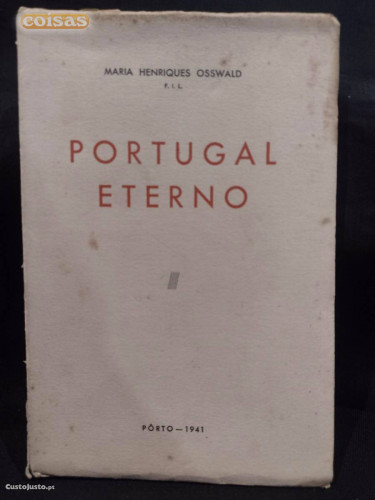 coisas
MARIA HENRIQUES OSSWALD
F. I. L.
PORTUGAL
ETERNO
PÔRTO — 1941
CustoJusto.pt